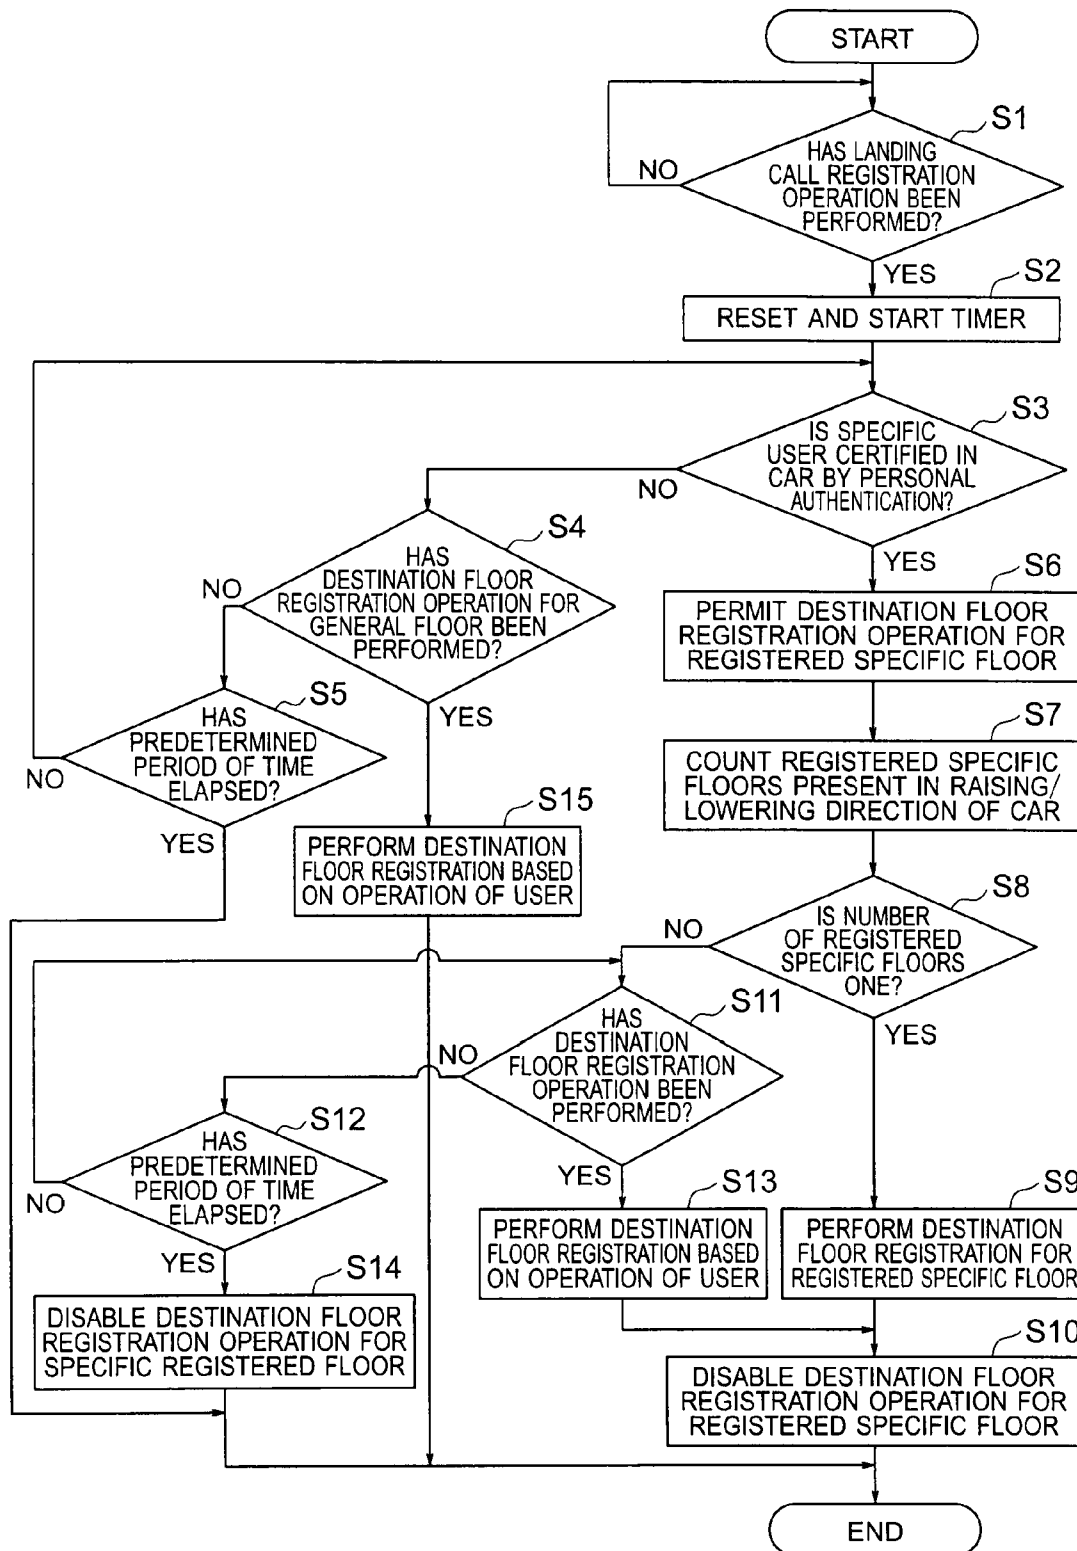 START
S1
HAS LANDING
CALL REGISTRATION
OPERATION BEEN
PERFORMED?
NO
YES
S2
RESET AND START TIMER
S3
IS SPECIFIC
USER CERTIFIED IN
CAR BY PERSONAL
AUTHENTICATION?
NO
YES
S4
HAS
DESTINATION FLOOR
REGISTRATION OPERATION FOR
GENERAL FLOOR BEEN
PERFORMED?
NO
YES
S5
HAS
PREDETERMINED
PERIOD OF TIME
ELAPSED?
NO
YES
S6
PERMIT DESTINATION FLOOR
REGISTRATION OPERATION FOR
REGISTERED SPECIFIC FLOOR
S7
COUNT REGISTERED SPECIFIC
FLOORS PRESENT IN RAISING/
LOWERING DIRECTION OF CAR
S15
PERFORM DESTINATION
FLOOR REGISTRATION BASED
ON OPERATION OF USER
S8
IS NUMBER
OF REGISTERED
SPECIFIC FLOORS
ONE?
NO
YES
S11
HAS
DESTINATION
FLOOR REGISTRATION
OPERATION BEEN
PERFORMED?
NO
YES
S12
HAS
PREDETERMINED
PERIOD OF TIME
ELAPSED?
NO
YES
S13
PERFORM DESTINATION
FLOOR REGISTRATION BASED
ON OPERATION OF USER
S9
PERFORM DESTINATION
FLOOR REGISTRATION FOR
REGISTERED SPECIFIC FLOOR
S14
DISABLE DESTINATION FLOOR
REGISTRATION OPERATION FOR
SPECIFIC REGISTERED FLOOR
S10
DISABLE DESTINATION FLOOR
REGISTRATION OPERATION FOR
REGISTERED SPECIFIC FLOOR
END